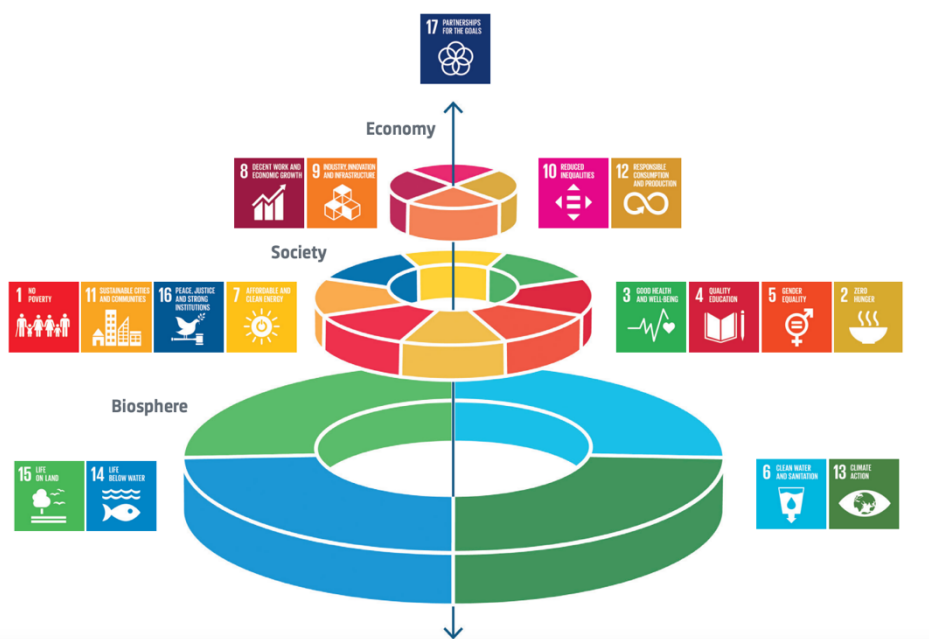 17 PARTNERSHIPS
FOR THE GOALS
Economy
8 DECENT WORK AND
ECONOMIC GROWTH
9 INDUSTRY, INNOVATION
AND INFRASTRUCTURE
10 REDUCED
INEQUALITIES
12 RESPONSIBLE
CONSUMPTION
AND PRODUCTION
Society
1 NO
POVERTY
11 SUSTAINABLE CITIES
AND COMMUNITIES
16 PEACE, JUSTICE
AND STRONG
INSTITUTIONS
7 AFFORDABLE AND
CLEAN ENERGY
3 GOOD HEALTH
AND WELL-BEING
4 QUALITY
EDUCATION
5 GENDER
EQUALITY
2 ZERO
HUNGER
Biosphere
15 LIFE
ON LAND
14 LIFE
BELOW WATER
6 CLEAN WATER
AND SANITATION
13 CLIMATE
ACTION